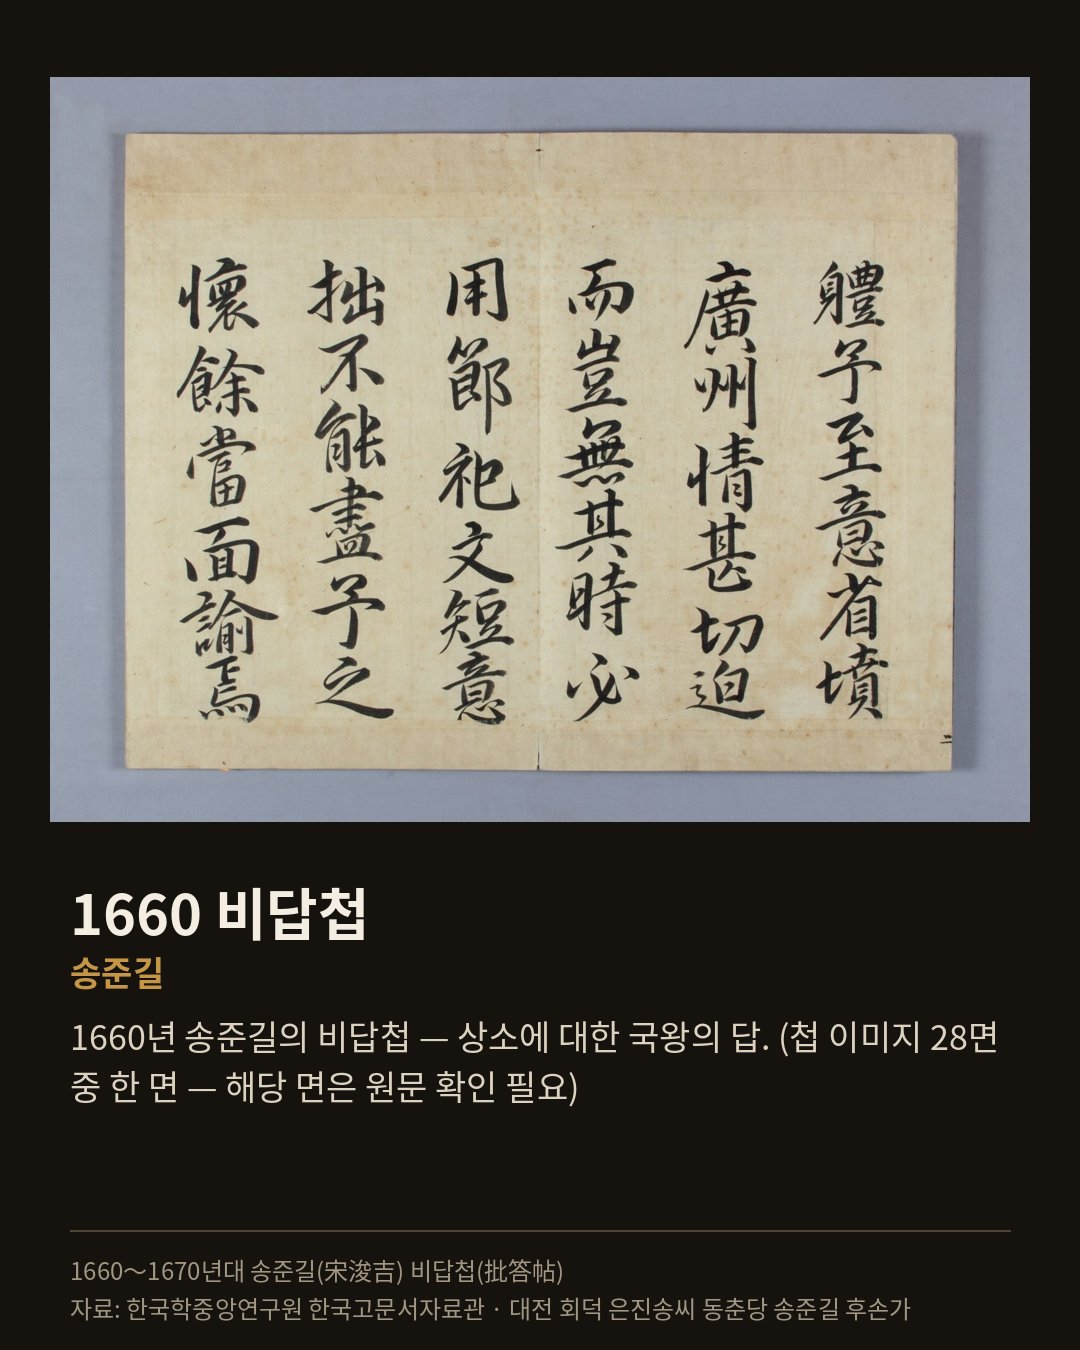 軆予至意省墳
廣州情甚切迫
而豈無其時必
用節祀文短意
拙不能盡予之
懷餘當面諭焉
二
1660 비답첩
송준길
1660년 송준길의 비답첩 — 상소에 대한 국왕의 답. (첩 이미지 28면
중 한 면 — 해당 면은 원문 확인 필요)
1660～1670년대 송준길(宋浚吉) 비답첩(批答帖)
자료: 한국학중앙연구원 한국고문서자료관 · 대전 회덕 은진송씨 동춘당 송준길 후손가